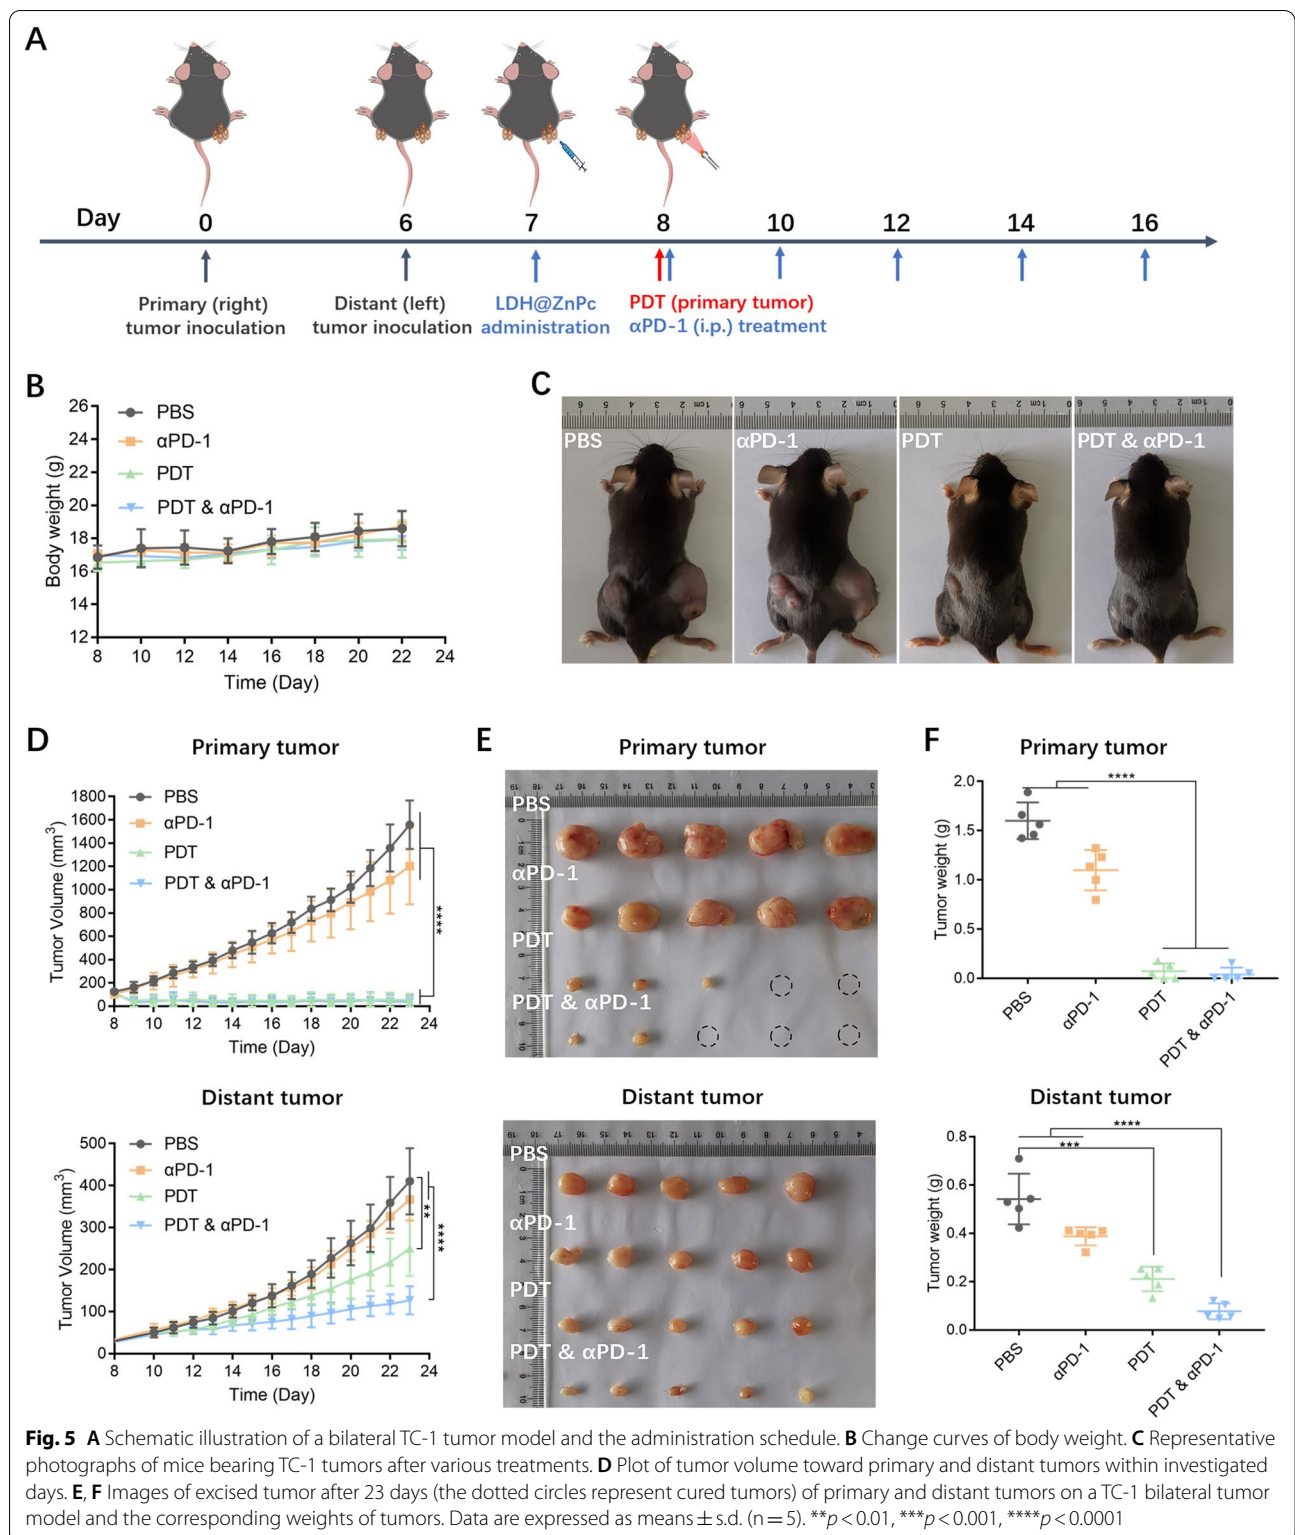 A
Day 0 6 7 8 10 12 14 16
Primary (right)
tumor inoculation
Distant (left)
tumor inoculation
LDH@ZnPc
administration
PDT (primary tumor)
αPD-1 (i.p.) treatment
B
PBS
αPD-1
PDT
PDT & αPD-1
Body weight (g)
26
24
22
20
18
16
14
12
8 10 12 14 16 18 20 22 24
Time (Day)
C
PBS
αPD-1
PDT
PDT & αPD-1
D
Primary tumor
PBS
αPD-1
PDT
PDT & αPD-1
Tumor Volume (mm³)
1800
1600
1400
1200
1000
800
600
400
200
0
8 10 12 14 16 18 20 22 24
Time (Day)
****
Distant tumor
PBS
αPD-1
PDT
PDT & αPD-1
Tumor Volume (mm³)
500
400
300
200
100
0
8 10 12 14 16 18 20 22 24
Time (Day)
**
****
E
Primary tumor
PBS
αPD-1
PDT
PDT & αPD-1
Distant tumor
PBS
αPD-1
PDT
PDT & αPD-1
F
Primary tumor
****
Tumor weight (g)
2.0
1.5
1.0
0.5
0.0
PBS
αPD-1
PDT
PDT & αPD-1
Distant tumor
****
***
Tumor weight (g)
0.8
0.6
0.4
0.2
0.0
PBS
αPD-1
PDT
PDT & αPD-1
Fig. 5 A Schematic illustration of a bilateral TC-1 tumor model and the administration schedule. B Change curves of body weight. C Representative
photographs of mice bearing TC-1 tumors after various treatments. D Plot of tumor volume toward primary and distant tumors within investigated
days. E, F Images of excised tumor after 23 days (the dotted circles represent cured tumors) of primary and distant tumors on a TC-1 bilateral tumor
model and the corresponding weights of tumors. Data are expressed as means ± s.d. (n = 5). **p < 0.01, ***p < 0.001, ****p < 0.0001